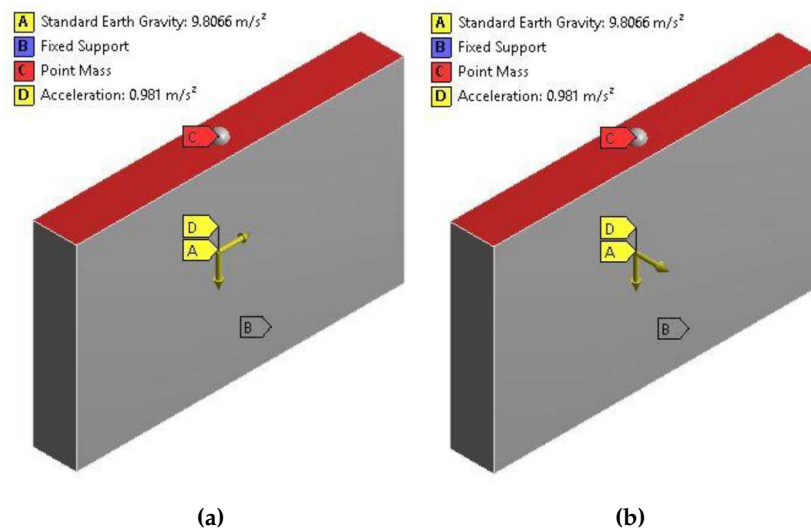 A Standard Earth Gravity: 9.8066 m/s²
B Fixed Support
C Point Mass
D Acceleration: 0.981 m/s²
C
D
A
B
(a)
A Standard Earth Gravity: 9.8066 m/s²
B Fixed Support
C Point Mass
D Acceleration: 0.981 m/s²
C
D
A
B
(b)